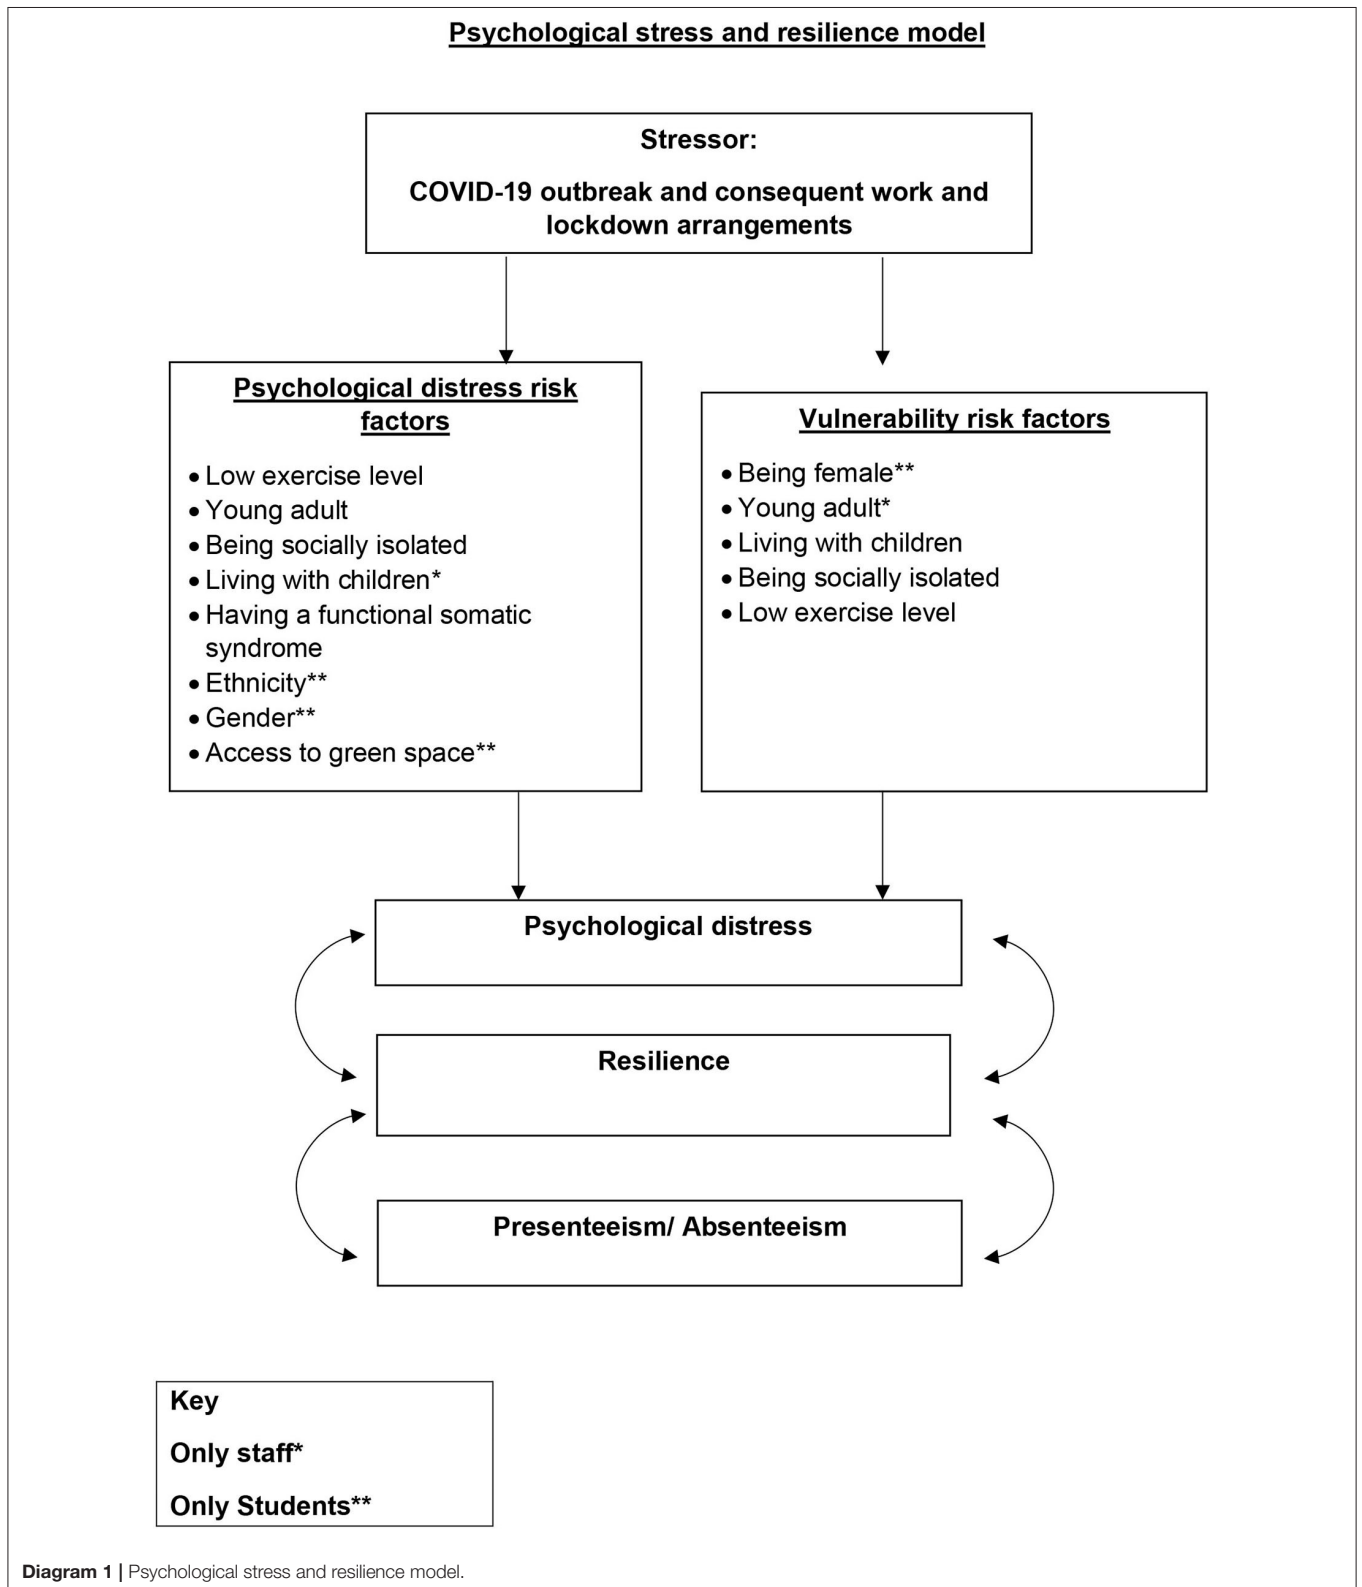 Psychological stress and resilience model
Stressor:
COVID-19 outbreak and consequent work and
lockdown arrangements
Psychological distress risk
factors
• Low exercise level
• Young adult
• Being socially isolated
• Living with children*
• Having a functional somatic
syndrome
• Ethnicity**
• Gender**
• Access to green space**
Vulnerability risk factors
• Being female**
• Young adult*
• Living with children
• Being socially isolated
• Low exercise level
Psychological distress
Resilience
Presenteeism/ Absenteeism
Key
Only staff*
Only Students**
Diagram 1 | Psychological stress and resilience model.